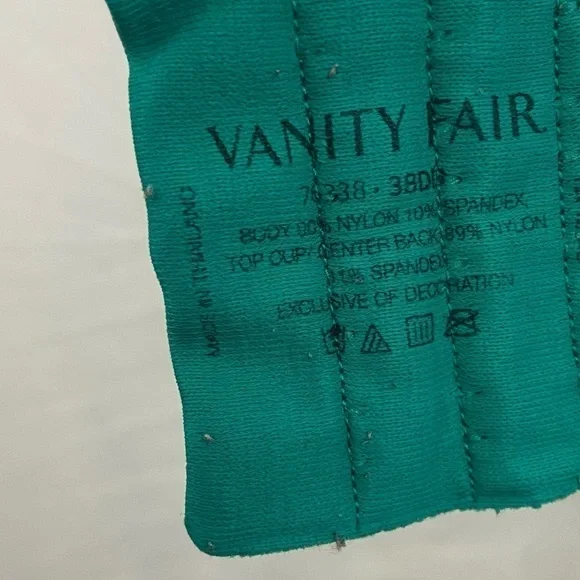 VANITY FAIR
38DD
BODY 90% NYLON 10% SPANDEX
TOP CUP/CENTER BACK 89% NYLON
11% SPANDEX
EXCLUSIVE OF DECORATION
MADE IN THAILAND